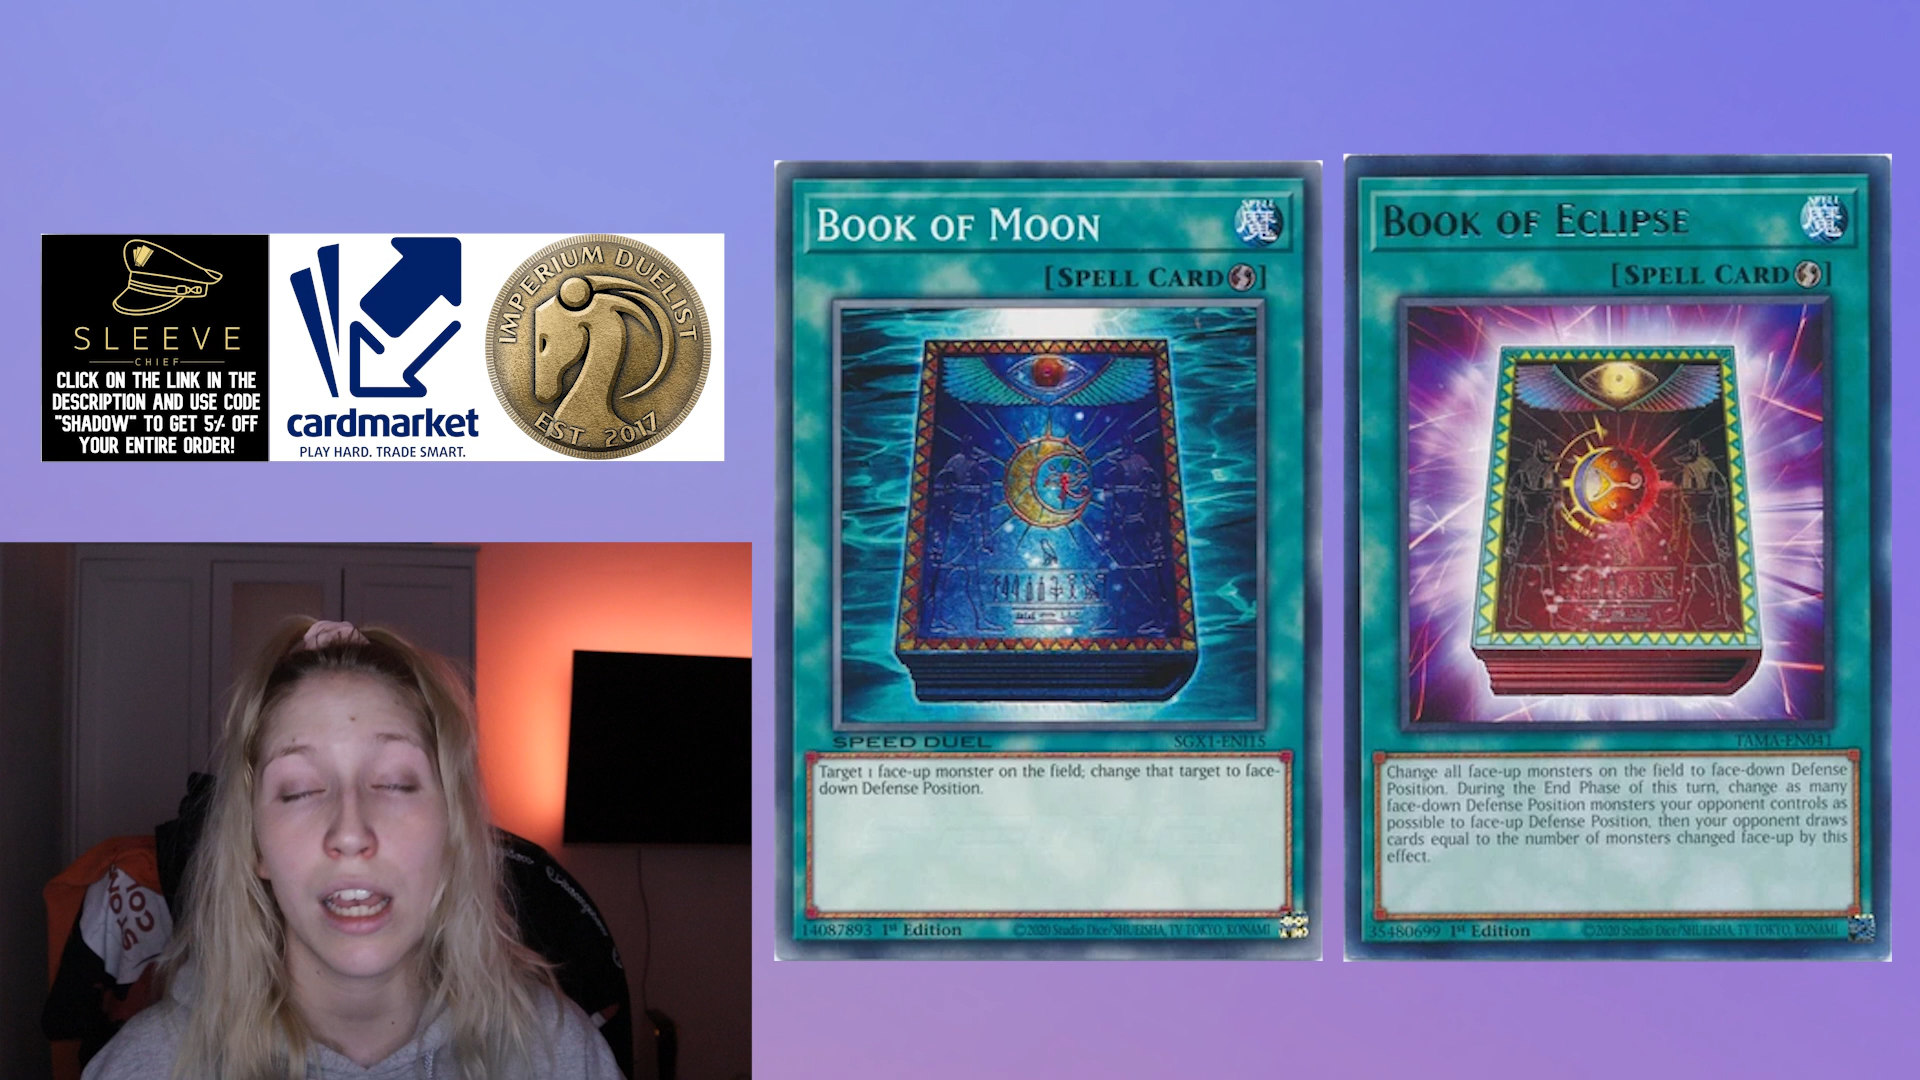 SLEEVE
CHIEF
CLICK ON THE LINK IN THE
DESCRIPTION AND USE CODE
"SHADOW" TO GET 5% OFF
YOUR ENTIRE ORDER!
cardmarket
PLAY HARD. TRADE SMART.
IMPERIUM DUELIST
EST. 2017
BOOK OF MOON
[SPELL CARD]
SPEED DUEL
SGX1-ENI15
Target 1 face-up monster on the field; change that target to face-
down Defense Position.
14087893 1st Edition
©2020 Studio Dice/SHUEISHA, TV TOKYO, KONAMI
BOOK OF ECLIPSE
[SPELL CARD]
TAMA-EN041
Change all face-up monsters on the field to face-down Defense
Position. During the End Phase of this turn, change as many
face-down Defense Position monsters your opponent controls as
possible to face-up Defense Position, then your opponent draws
cards equal to the number of monsters changed face-up by this
effect.
35480699 1st Edition
©2020 Studio Dice/SHUEISHA, TV TOKYO, KONAMI